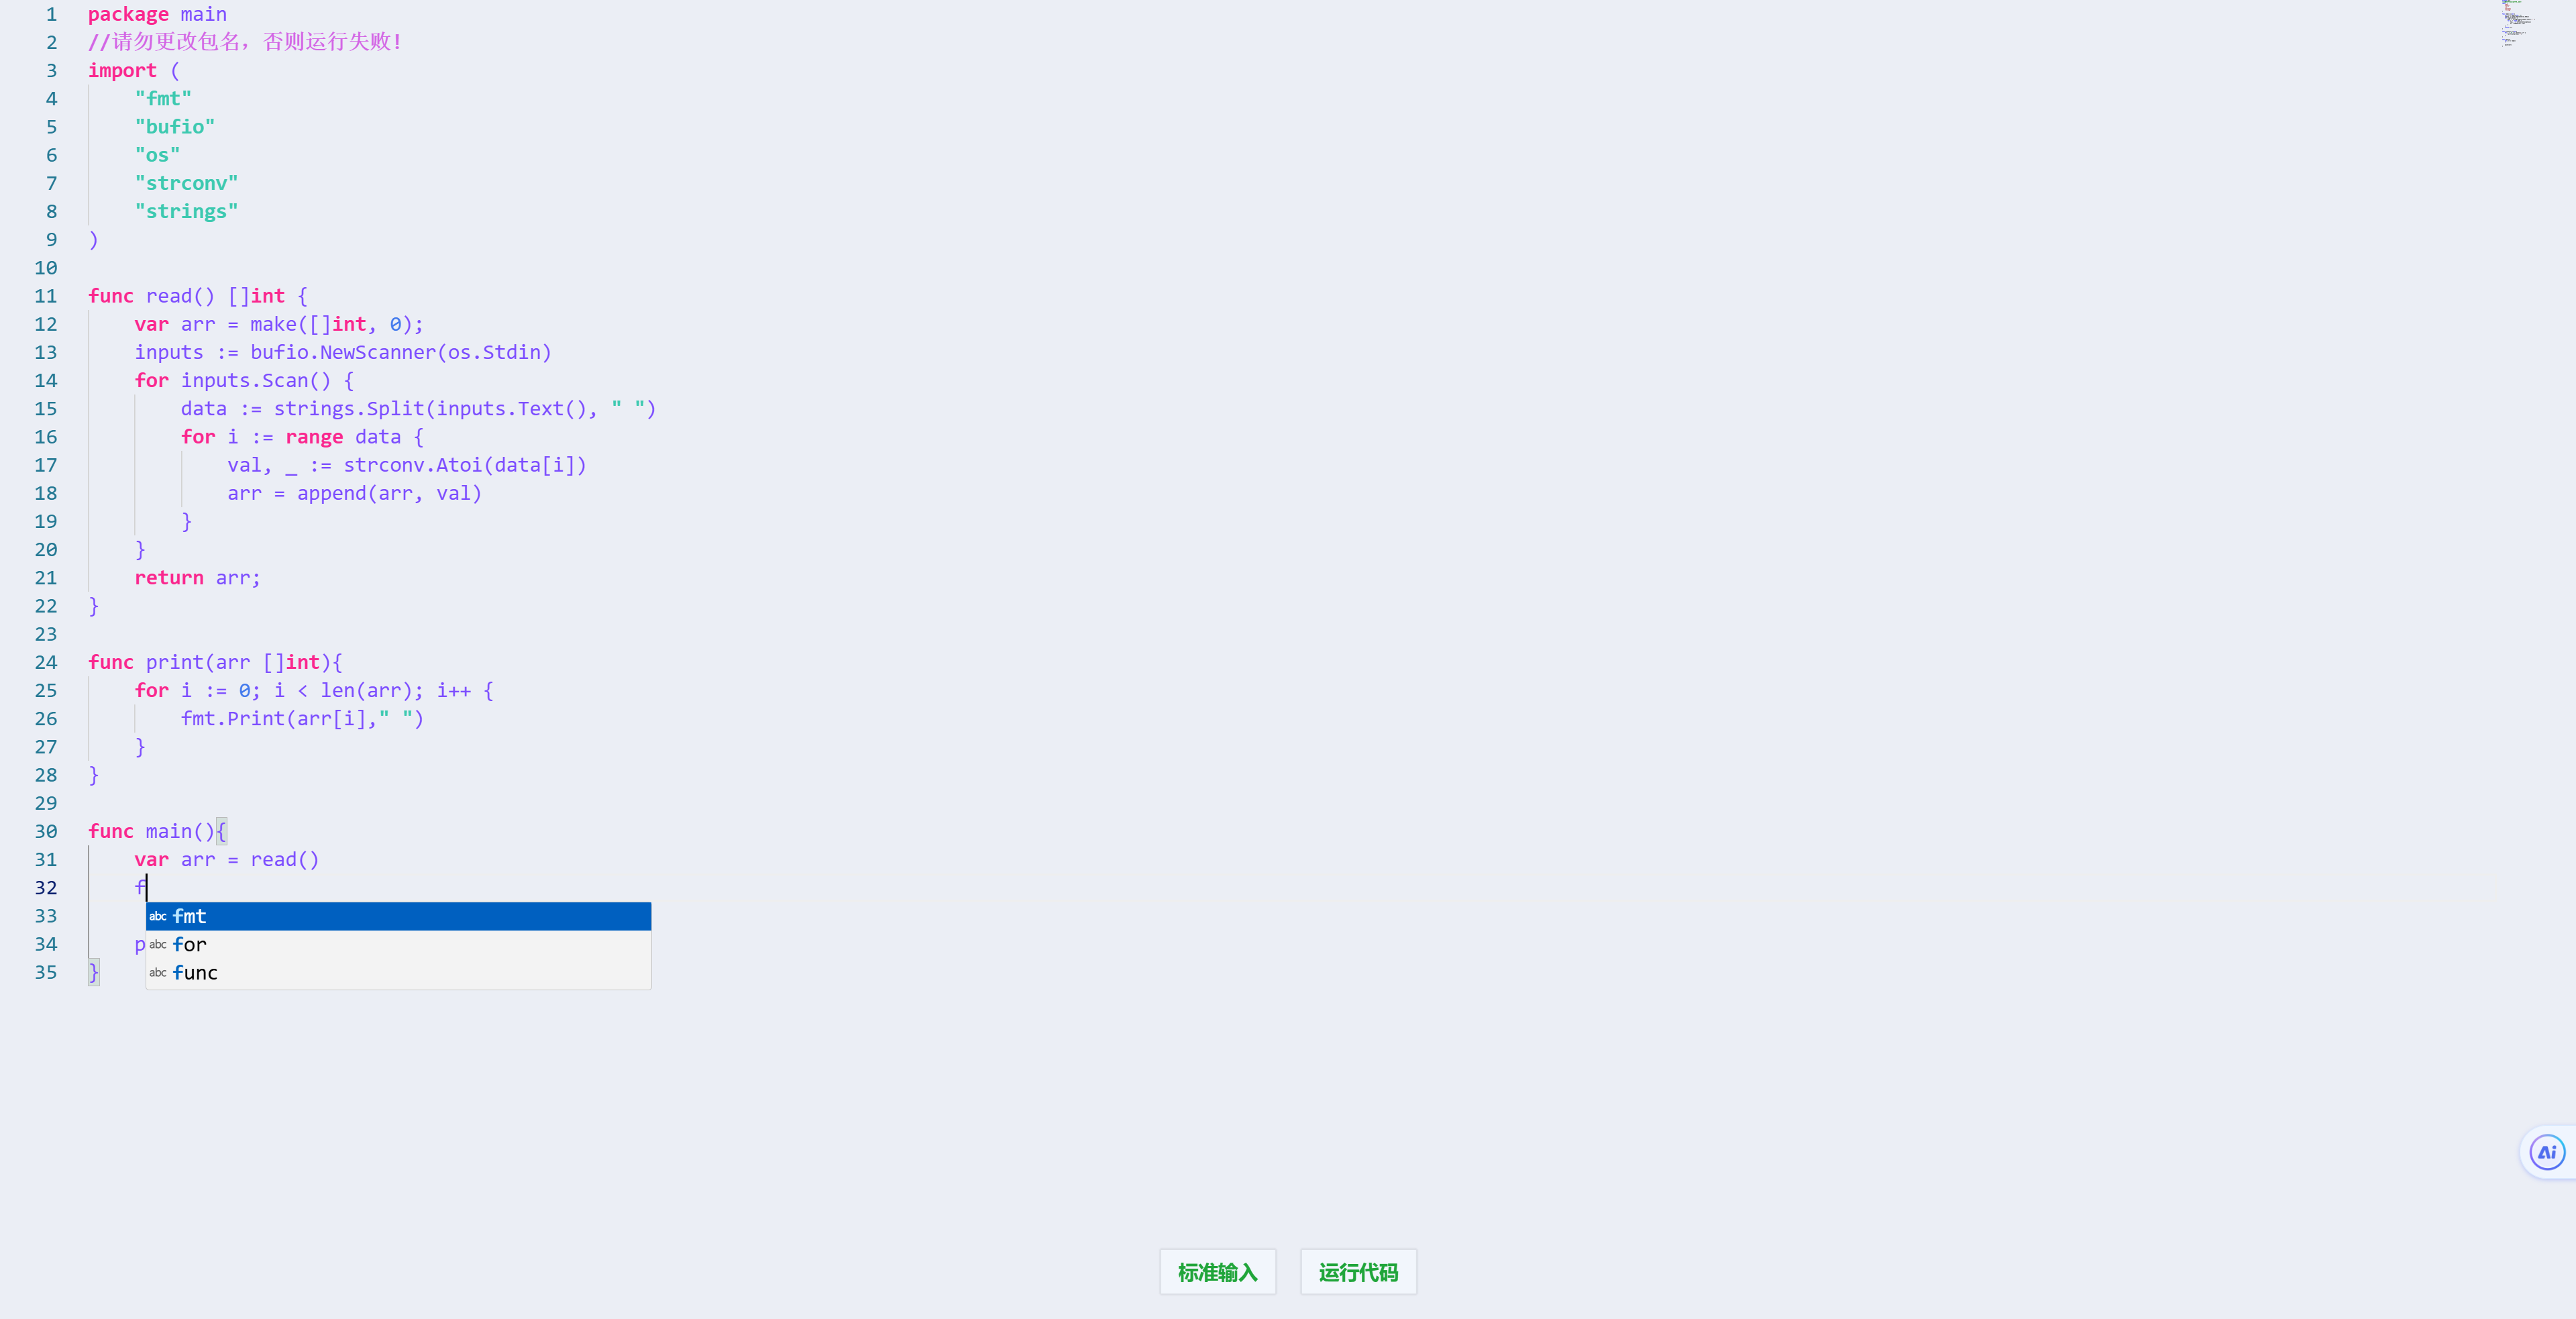 1 package main
2 //请勿更改包名，否则运行失败！
3 import (
4 "fmt"
5 "bufio"
6 "os"
7 "strconv"
8 "strings"
9 )
10
11 func read() []int {
12 var arr = make([]int, 0);
13 inputs := bufio.NewScanner(os.Stdin)
14 for inputs.Scan() {
15 data := strings.Split(inputs.Text(), " ")
16 for i := range data {
17 val, _ := strconv.Atoi(data[i])
18 arr = append(arr, val)
19 }
20 }
21 return arr;
22 }
23
24 func print(arr []int){
25 for i := 0; i < len(arr); i++ {
26 fmt.Print(arr[i]," ")
27 }
28 }
29
30 func main(){
31 var arr = read()
32 f
33 abc fmt
34 p abc for
35 } abc func
Ai
标准输入 运行代码